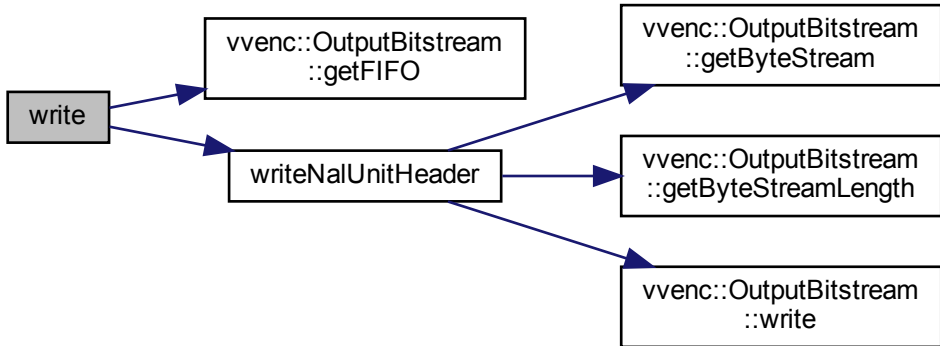 write
vvenc::OutputBitstream
::getFIFO
writeNalUnitHeader
vvenc::OutputBitstream
::getByteStream
vvenc::OutputBitstream
::getByteStreamLength
vvenc::OutputBitstream
::write